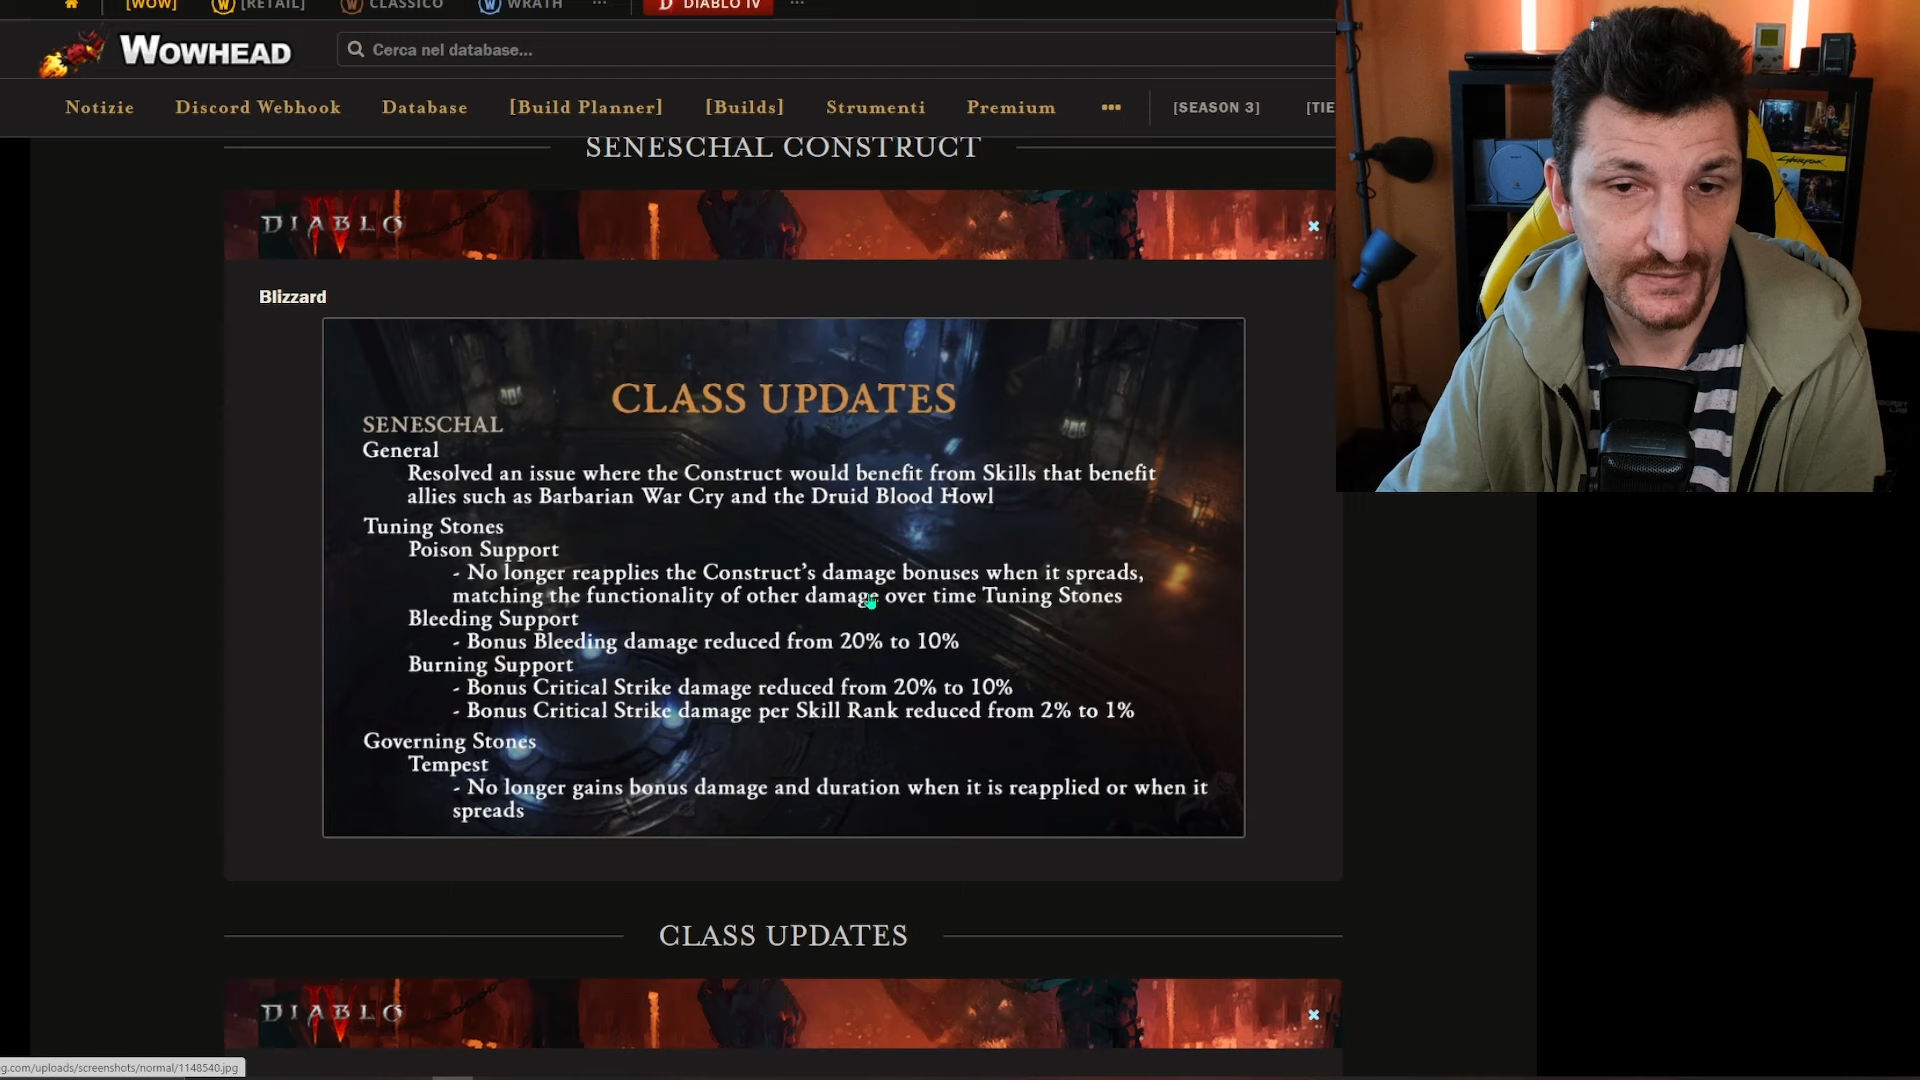 [WOW] [RETAIL] CLASSICO WRATH ... D DIABLO IV ...
WOWHEAD Cerca nel database...
Notizie Discord Webhook Database [Build Planner] [Builds] Strumenti Premium ••• [SEASON 3] [TIE
SENESCHAL CONSTRUCT
DIABLO IV
Blizzard
CLASS UPDATES
SENESCHAL
General
Resolved an issue where the Construct would benefit from Skills that benefit
allies such as Barbarian War Cry and the Druid Blood Howl
Tuning Stones
Poison Support
- No longer reapplies the Construct's damage bonuses when it spreads,
matching the functionality of other damage over time Tuning Stones
Bleeding Support
- Bonus Bleeding damage reduced from 20% to 10%
Burning Support
- Bonus Critical Strike damage reduced from 20% to 10%
- Bonus Critical Strike damage per Skill Rank reduced from 2% to 1%
Governing Stones
Tempest
- No longer gains bonus damage and duration when it is reapplied or when it
spreads
CLASS UPDATES
DIABLO IV
g.com/uploads/screenshots/normal/1148540.jpg